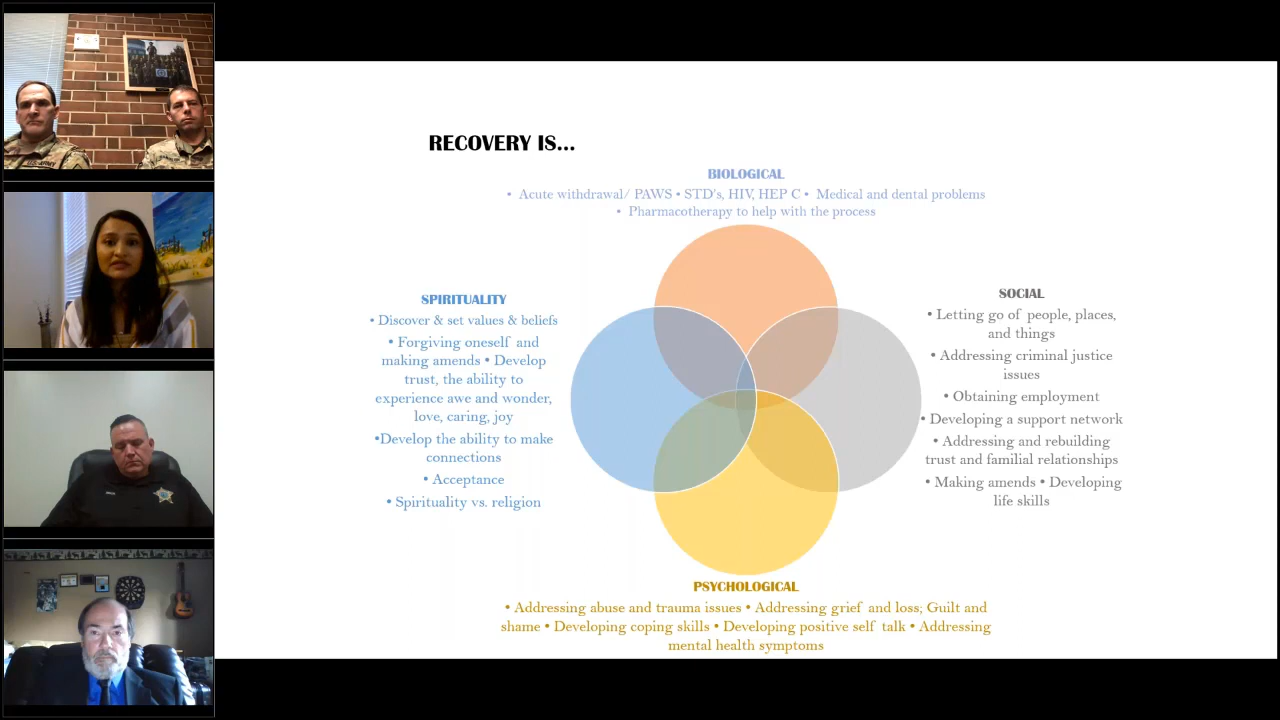 RECOVERY IS...
BIOLOGICAL
• Acute withdrawal/ PAWS • STD's, HIV, HEP C • Medical and dental problems
• Pharmacotherapy to help with the process
SPIRITUALITY
• Discover & set values & beliefs
• Forgiving oneself and
making amends • Develop
trust, the ability to
experience awe and wonder,
love, caring, joy
•Develop the ability to make
connections
• Acceptance
• Spirituality vs. religion
SOCIAL
• Letting go of people, places,
and things
• Addressing criminal justice
issues
• Obtaining employment
• Developing a support network
• Addressing and rebuilding
trust and familial relationships
• Making amends • Developing
life skills
PSYCHOLOGICAL
• Addressing abuse and trauma issues • Addressing grief and loss; Guilt and
shame • Developing coping skills • Developing positive self talk • Addressing
mental health symptoms